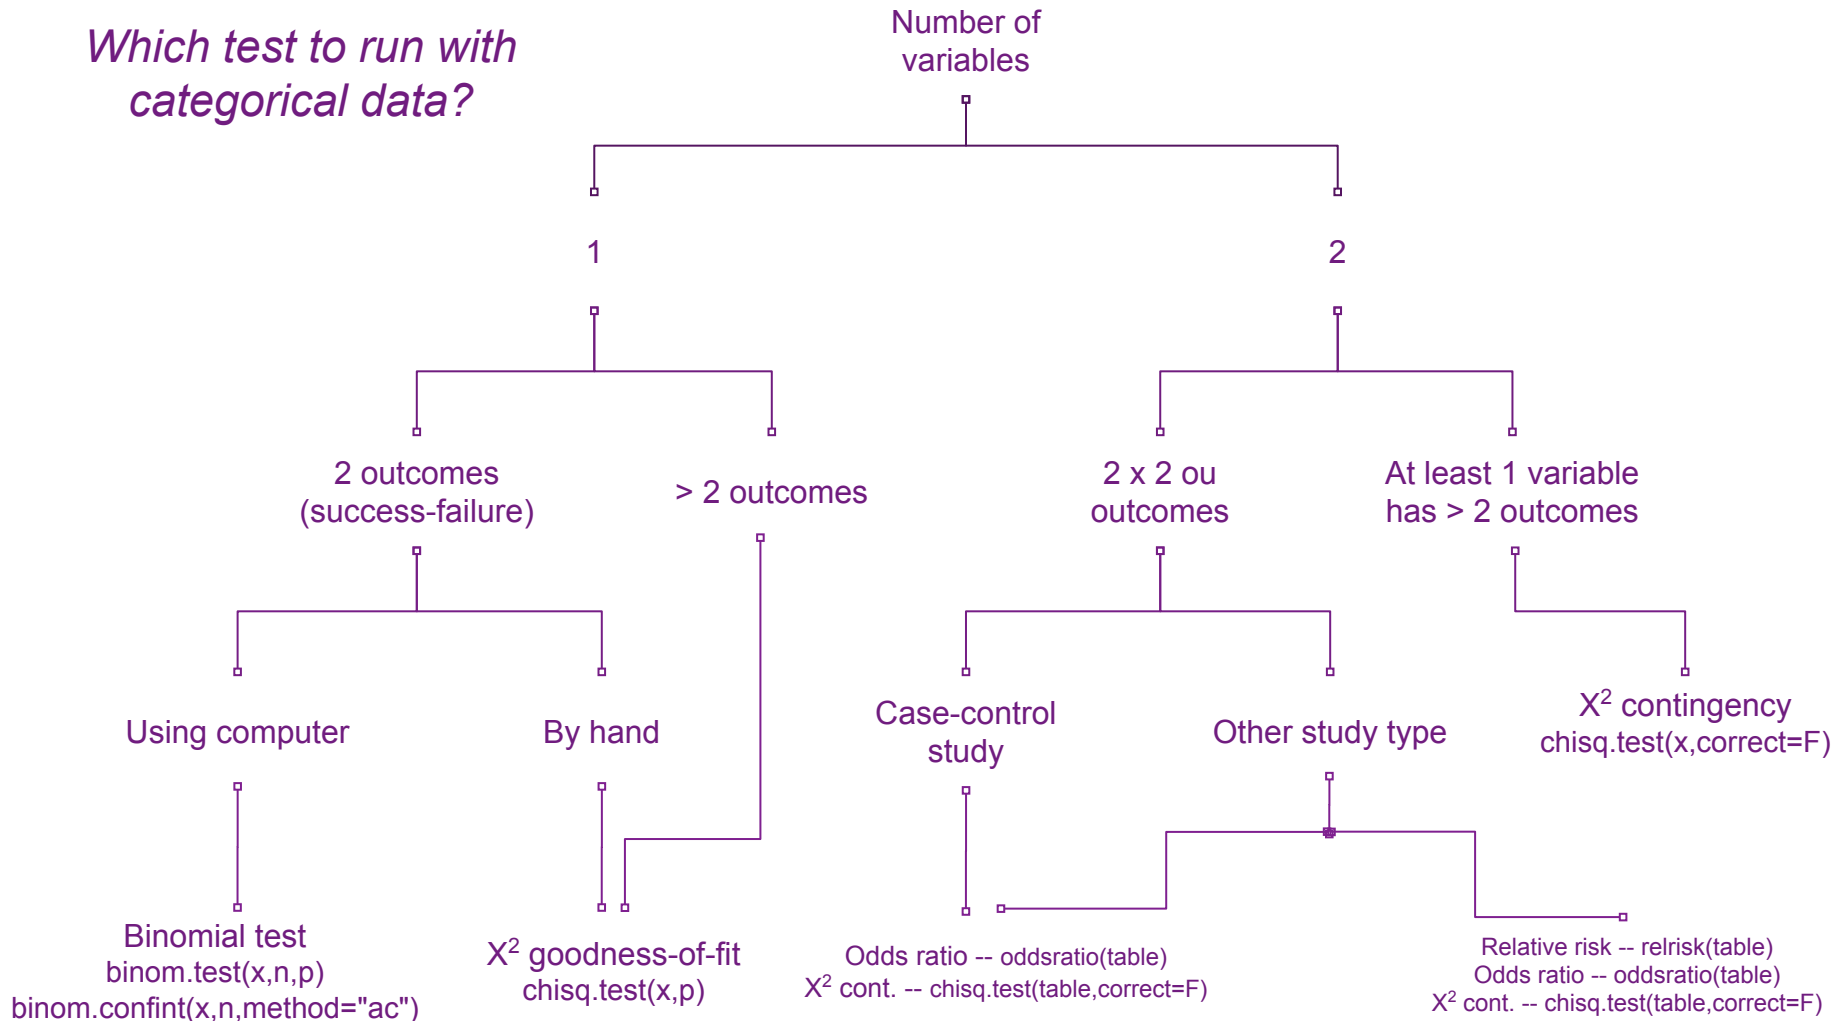 Which test to run with
categorical data?
Number of
variables
1
2
2 outcomes
(success-failure)
> 2 outcomes
2 x 2 ou
outcomes
At least 1 variable
has > 2 outcomes
Using computer
By hand
Case-control
study
Other study type
X² contingency
chisq.test(x,correct=F)
Binomial test
binom.test(x,n,p)
binom.confint(x,n,method="ac")
X² goodness-of-fit
chisq.test(x,p)
Odds ratio -- oddsratio(table)
X² cont. -- chisq.test(table,correct=F)
Relative risk -- relrisk(table)
Odds ratio -- oddsratio(table)
X² cont. -- chisq.test(table,correct=F)